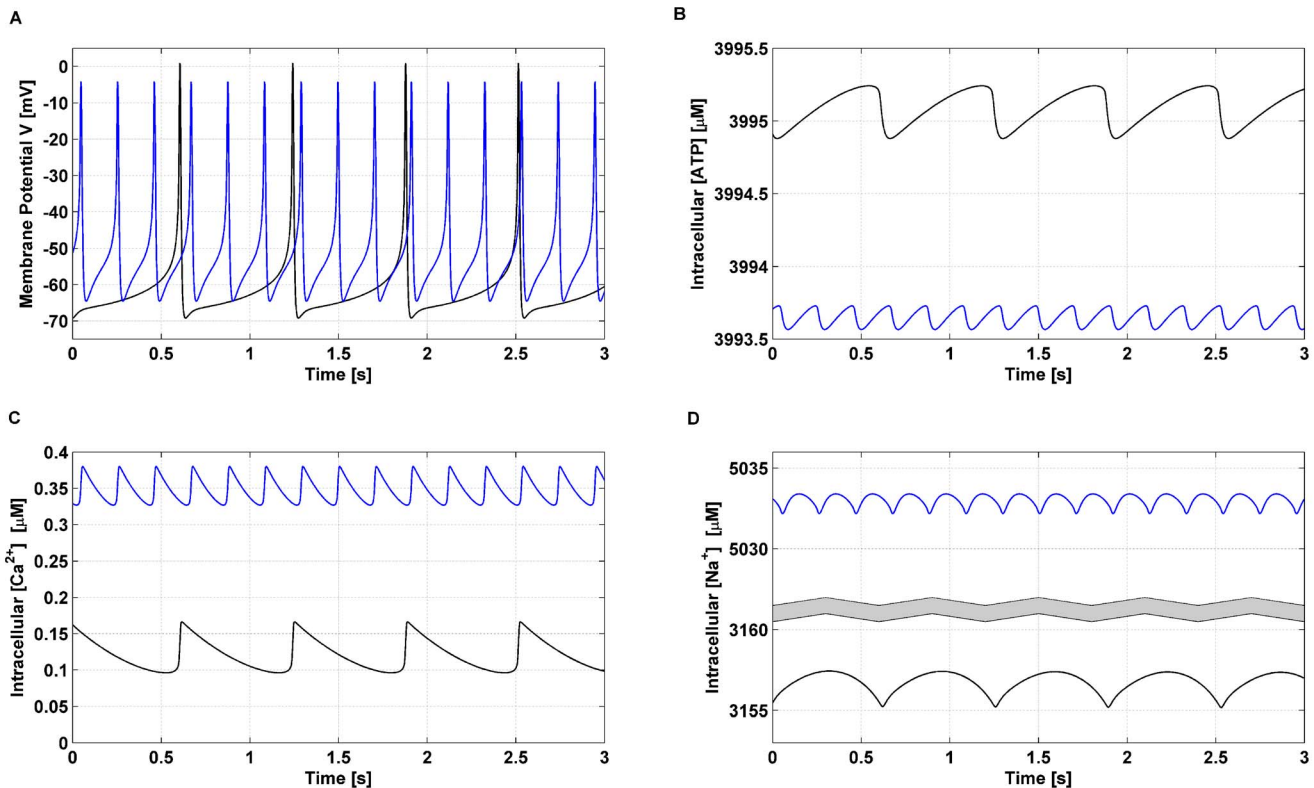 A
Membrane Potential V [mV]
0
-10
-20
-30
-40
-50
-60
-70
0 0.5 1 1.5 2 2.5 3
Time [s]
B
Intracellular [ATP] [μM]
3995.5
3995
3994.5
3994
3993.5
0 0.5 1 1.5 2 2.5 3
Time [s]
C
Intracellular [Ca²⁺] [μM]
0.4
0.35
0.3
0.25
0.2
0.15
0.1
0.05
0
0 0.5 1 1.5 2 2.5 3
Time [s]
D
Intracellular [Na⁺] [μM]
5035
5030
3160
3155
0 0.5 1 1.5 2 2.5 3
Time [s]